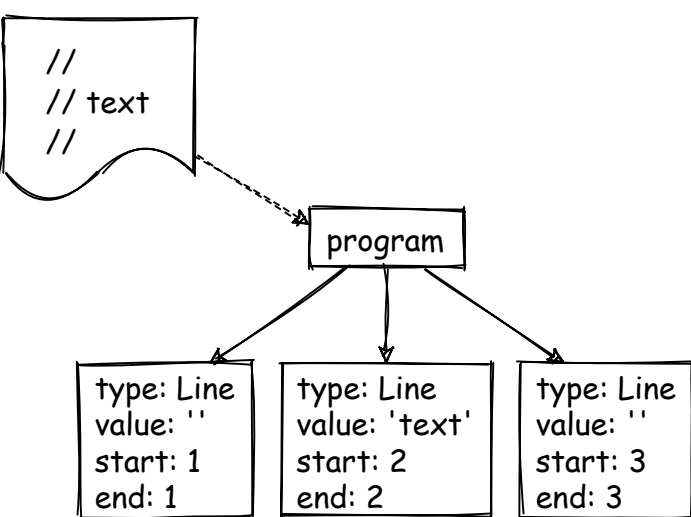 //
// text
//
program
type: Line
value: ''
start: 1
end: 1
type: Line
value: 'text'
start: 2
end: 2
type: Line
value: ''
start: 3
end: 3